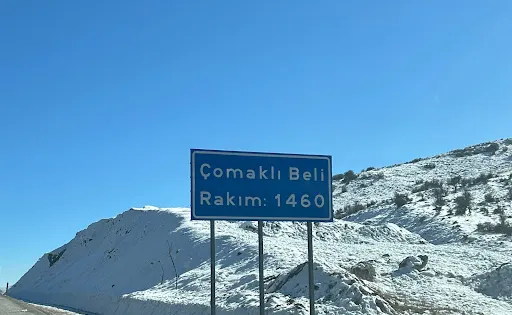 Çomaklı Beli
Rakım: 1460